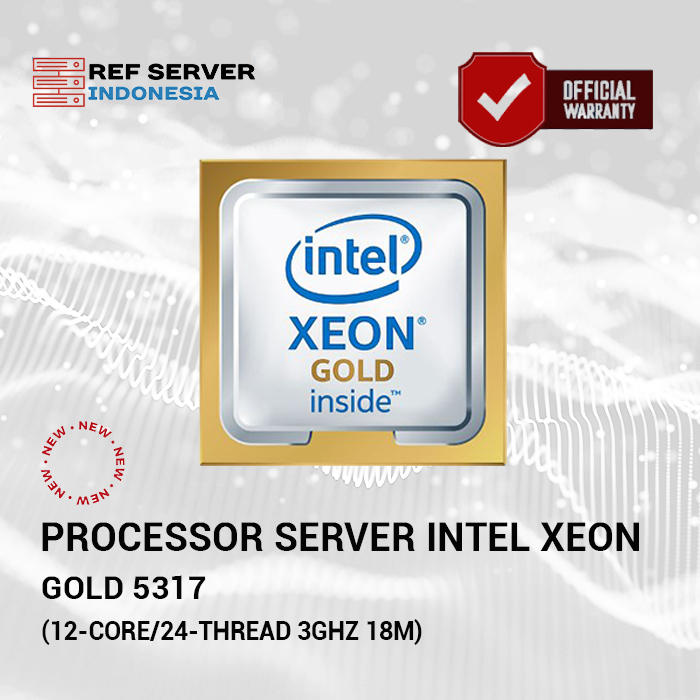 REF SERVER
INDONESIA
OFFICIAL
WARRANTY
intel®
XEON®
GOLD
inside™
NEW • NEW • NEW • NEW • NEW •
PROCESSOR SERVER INTEL XEON
GOLD 5317
(12-CORE/24-THREAD 3GHZ 18M)